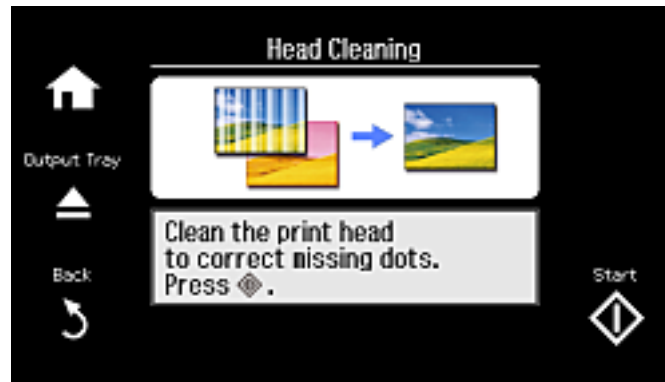 Head Cleaning
Output Tray
Clean the print head
to correct missing dots.
Press .
Back
Start